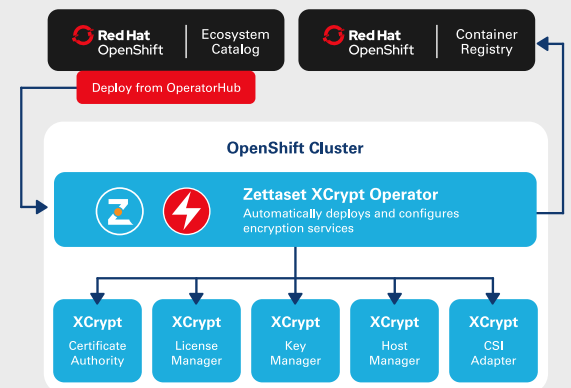 Red Hat
OpenShift
Ecosystem
Catalog
Red Hat
OpenShift
Container
Registry
Deploy from OperatorHub
OpenShift Cluster
Z
Zettaset XCrypt Operator
Automatically deploys and configures
encryption services
XCrypt
Certificate
Authority
XCrypt
License
Manager
XCrypt
Key
Manager
XCrypt
Host
Manager
XCrypt
CSI
Adapter